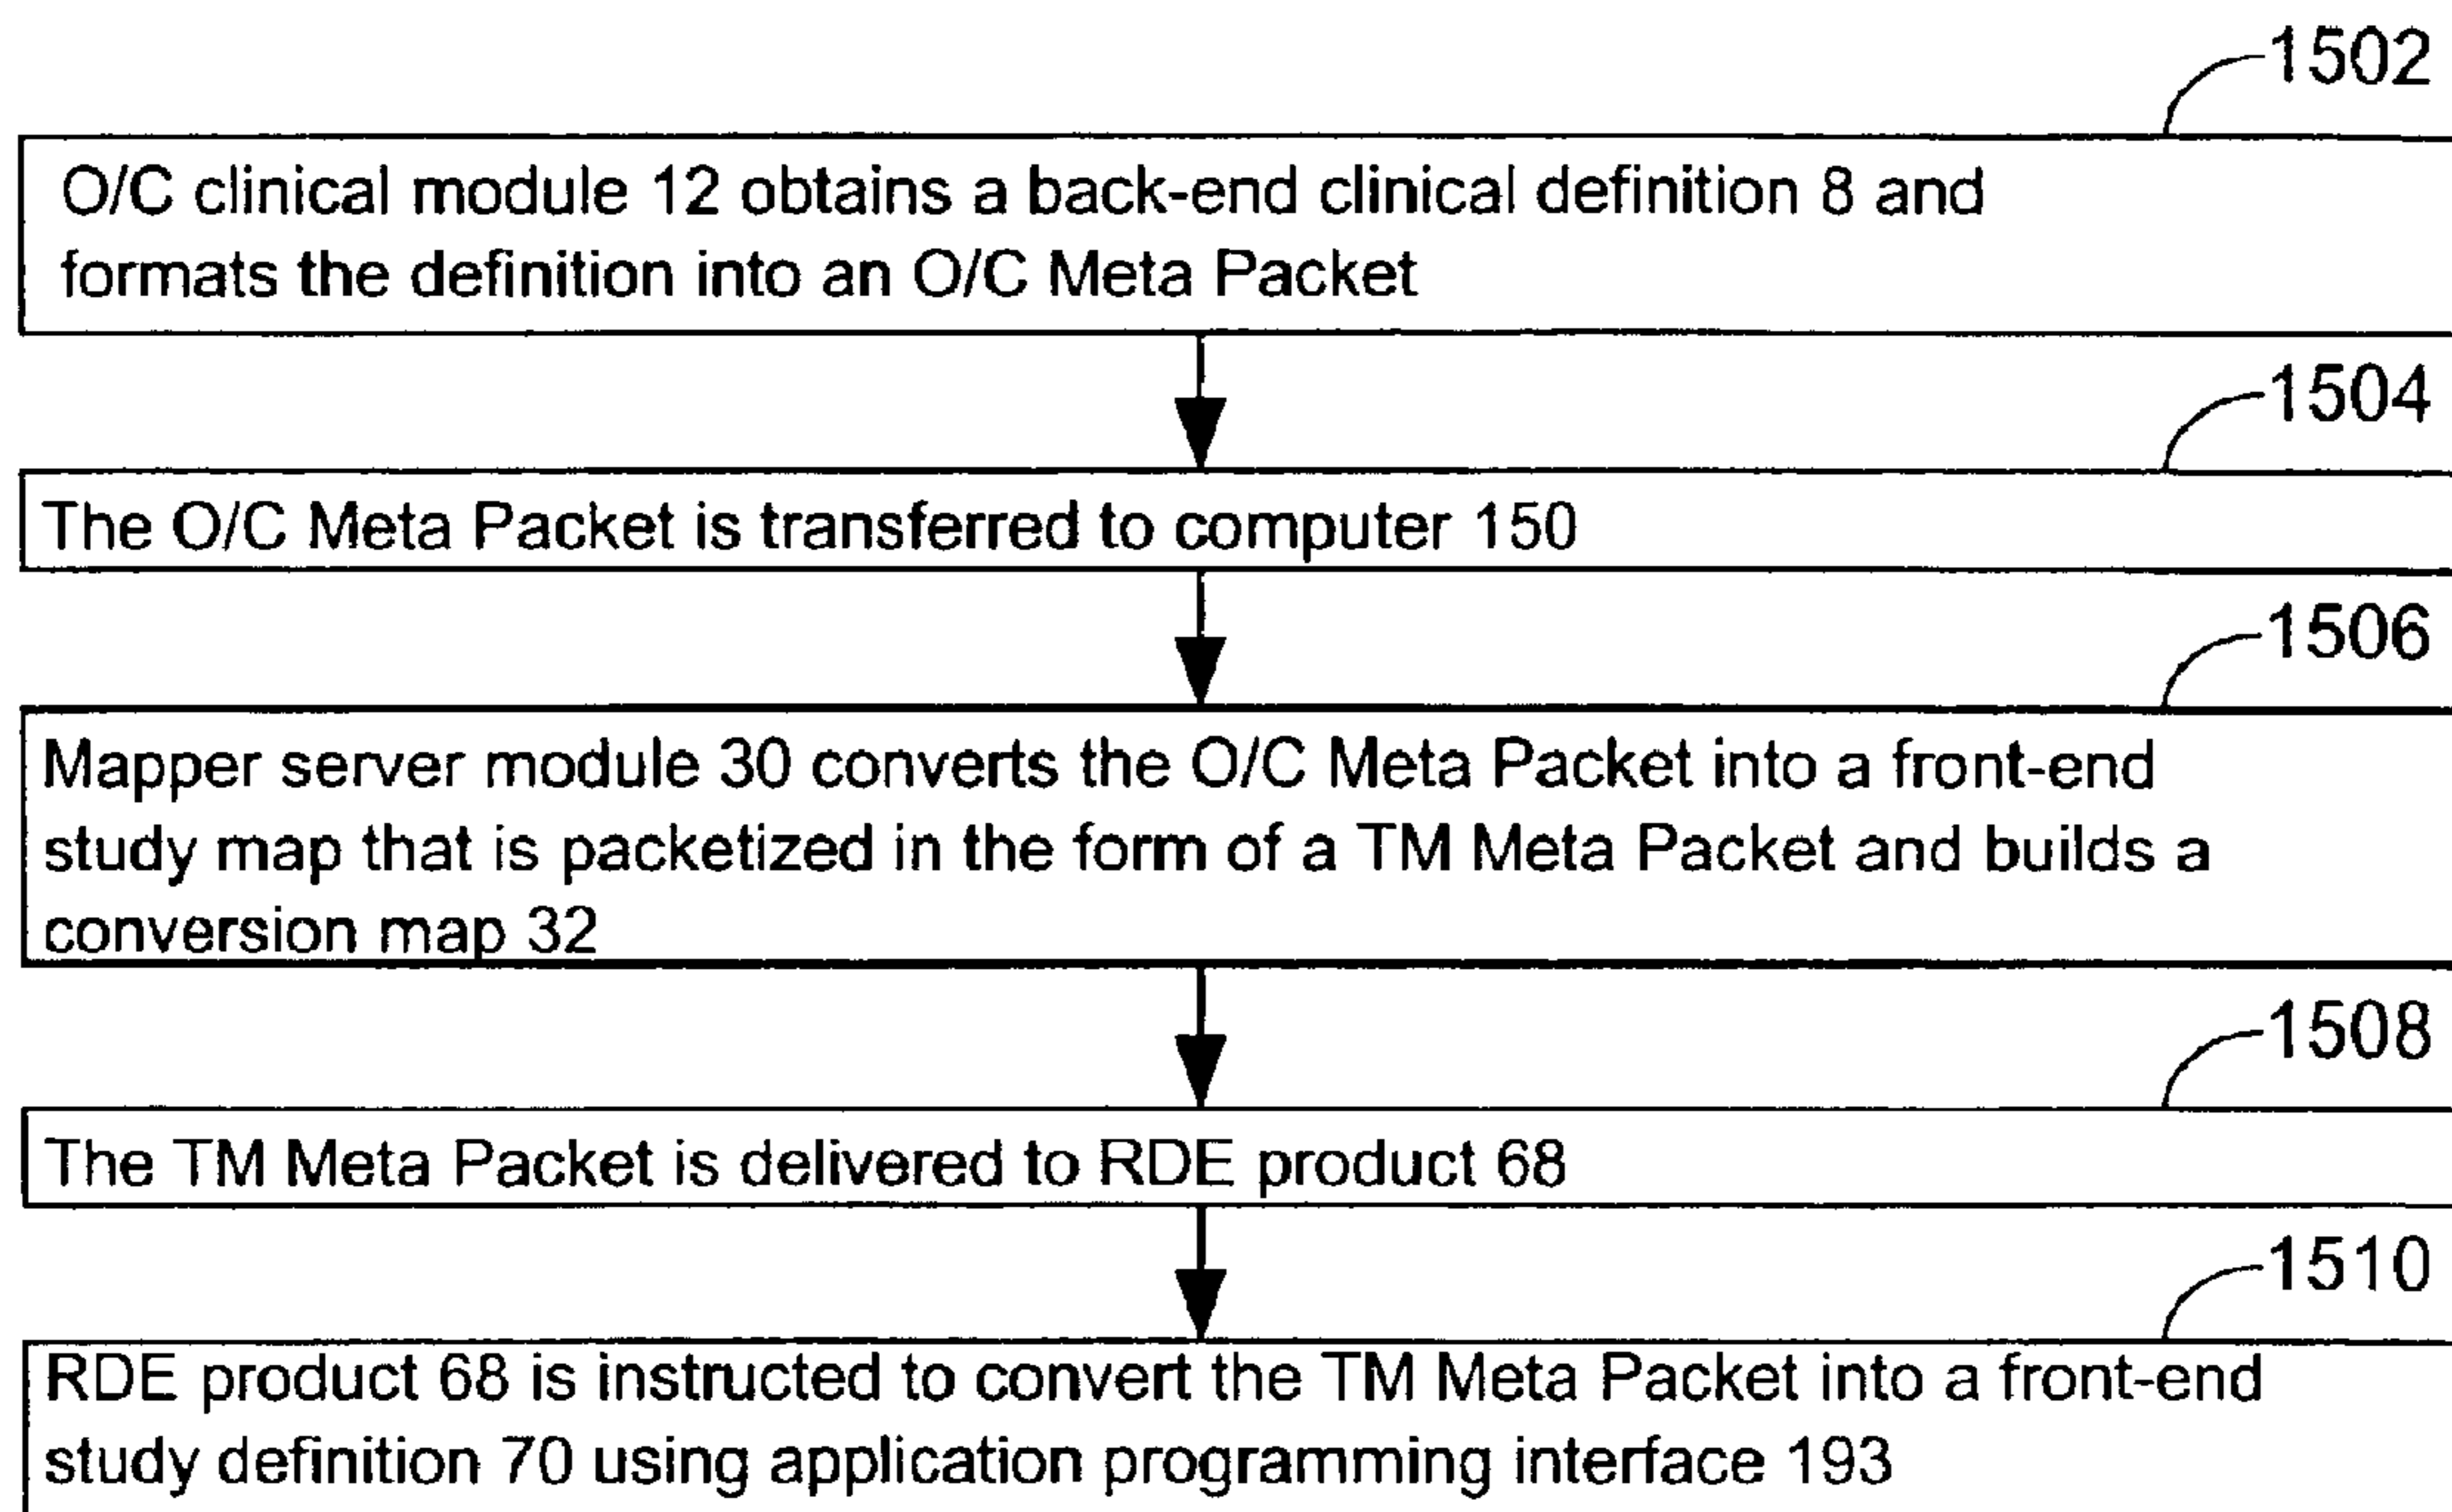 1502
O/C clinical module 12 obtains a back-end clinical definition 8 and
formats the definition into an O/C Meta Packet
1504
The O/C Meta Packet is transferred to computer 150
1506
Mapper server module 30 converts the O/C Meta Packet into a front-end
study map that is packetized in the form of a TM Meta Packet and builds a
conversion map 32
1508
The TM Meta Packet is delivered to RDE product 68
1510
RDE product 68 is instructed to convert the TM Meta Packet into a front-end
study definition 70 using application programming interface 193